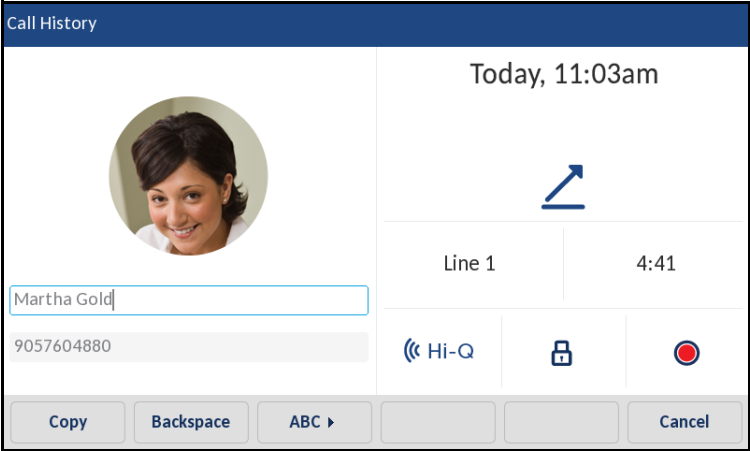 Call History
Today, 11:03am
Line 1
4:41
Martha Gold
9057604880
Hi-Q
Copy
Backspace
ABC
Cancel